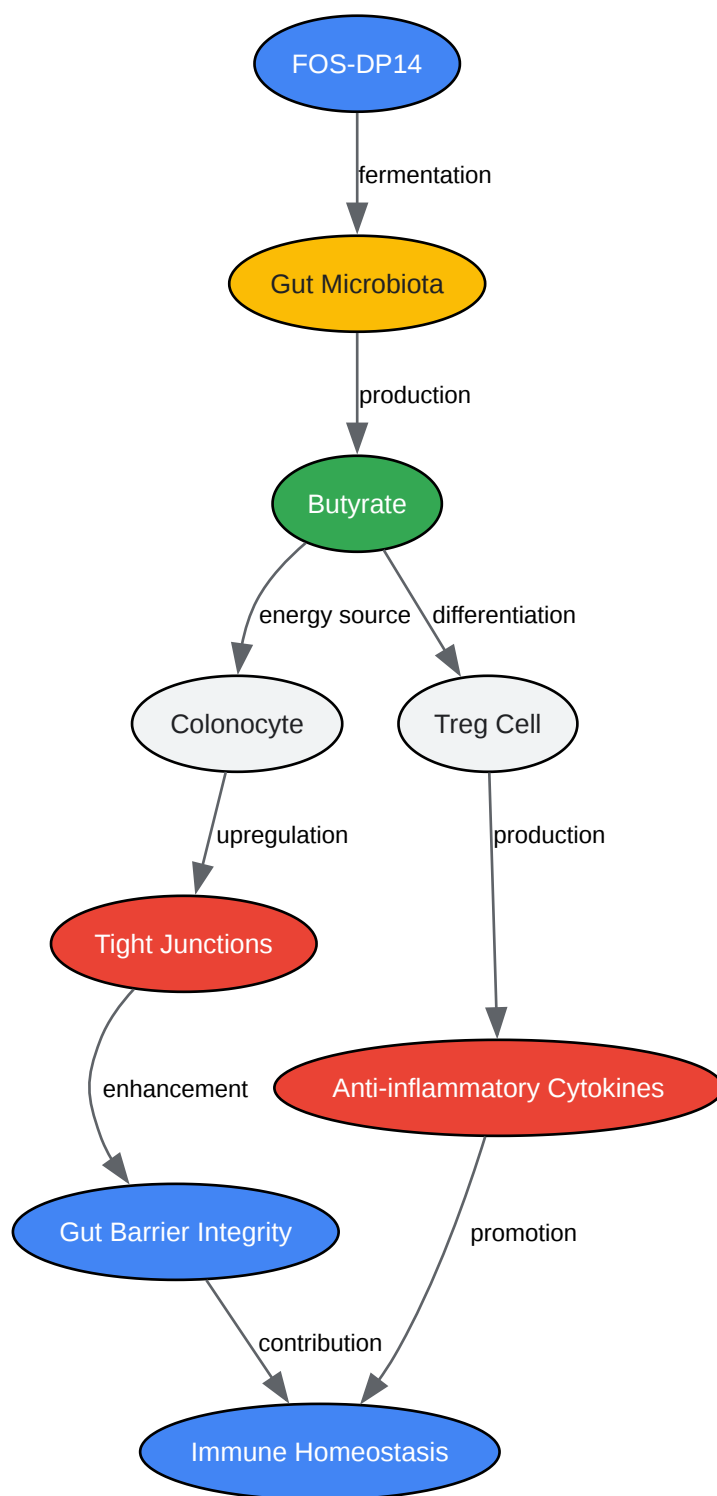 FOS-DP14
fermentation
Gut Microbiota
production
Butyrate
energy source
differentiation
Colonocyte
Treg Cell
upregulation
production
Tight Junctions
enhancement
Anti-inflammatory Cytokines
Gut Barrier Integrity
promotion
contribution
Immune Homeostasis